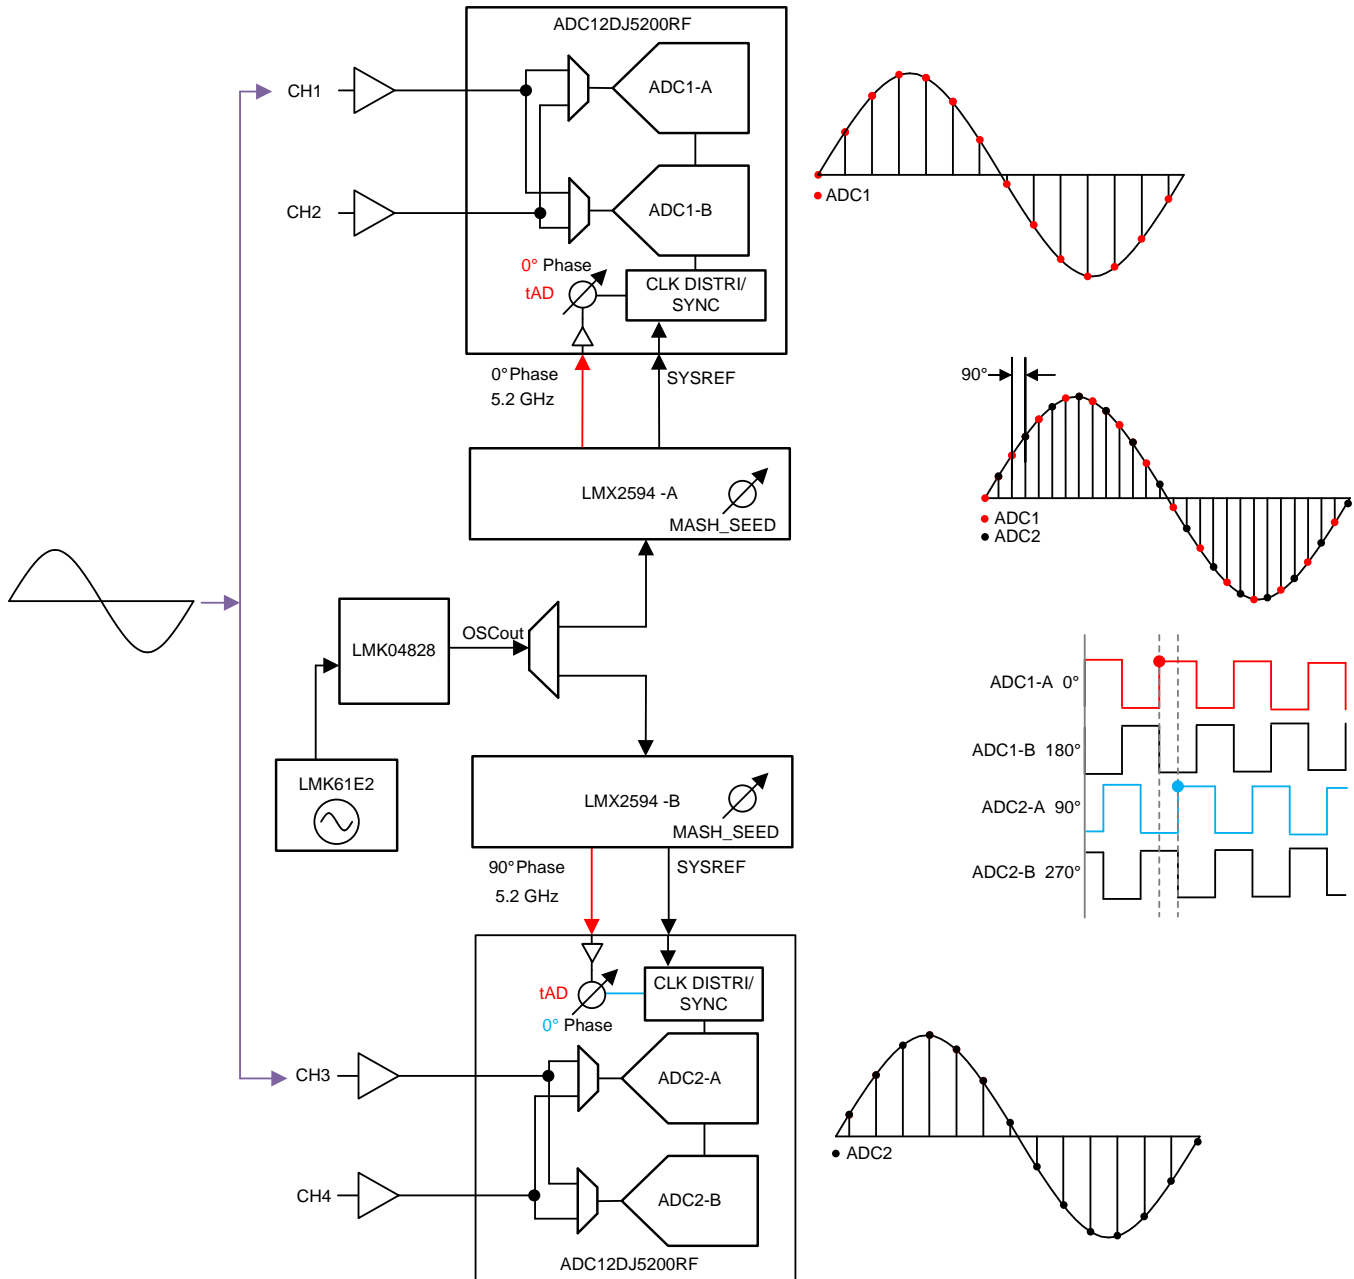 ADC12DJ5200RF
CH1
ADC1-A
CH2
ADC1-B
0° Phase
tAD
CLK DISTRI/
SYNC
0° Phase
5.2 GHz
SYSREF
ADC1
90°
ADC1
ADC2
LMX2594 -A
MASH_SEED
LMK04828
OSCout
LMK61E2
LMX2594 -B
MASH_SEED
90° Phase
5.2 GHz
SYSREF
ADC1-A 0°
ADC1-B 180°
ADC2-A 90°
ADC2-B 270°
tAD
0° Phase
CLK DISTRI/
SYNC
CH3
ADC2-A
CH4
ADC2-B
ADC12DJ5200RF
ADC2